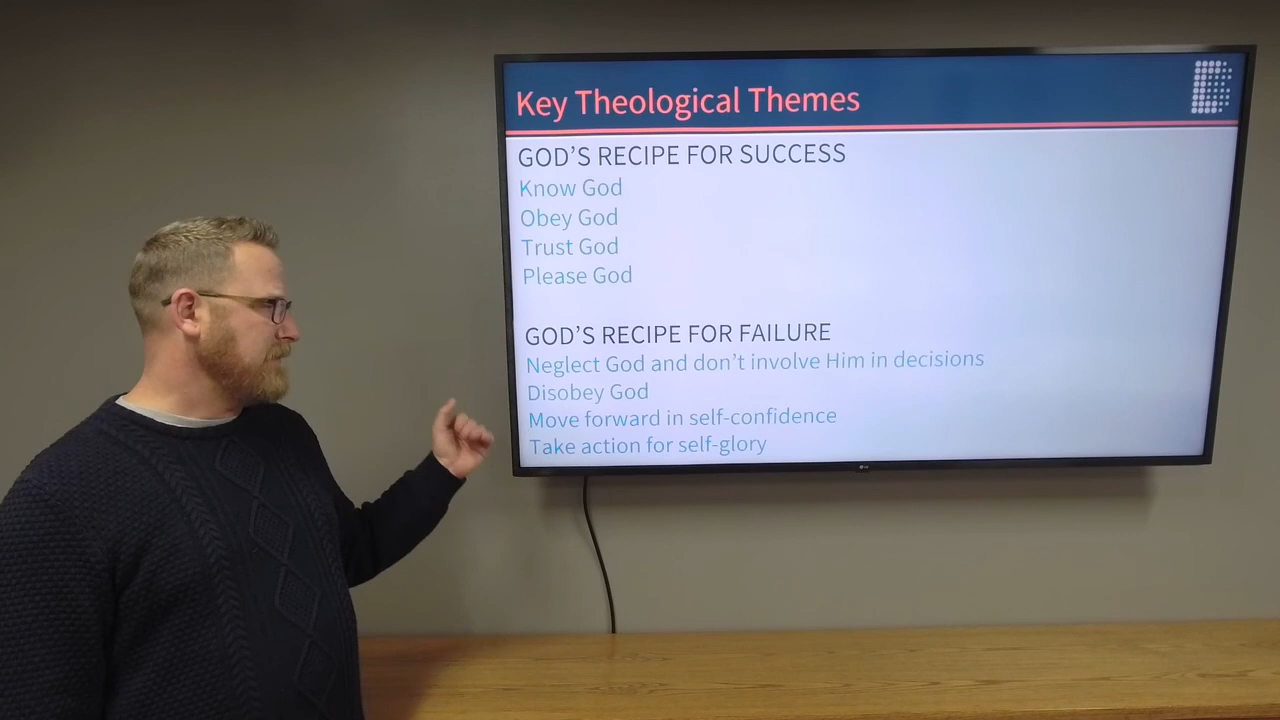 Key Theological Themes
GOD’S RECIPE FOR SUCCESS
Know God
Obey God
Trust God
Please God
GOD’S RECIPE FOR FAILURE
Neglect God and don’t involve Him in decisions
Disobey God
Move forward in self-confidence
Take action for self-glory
LG